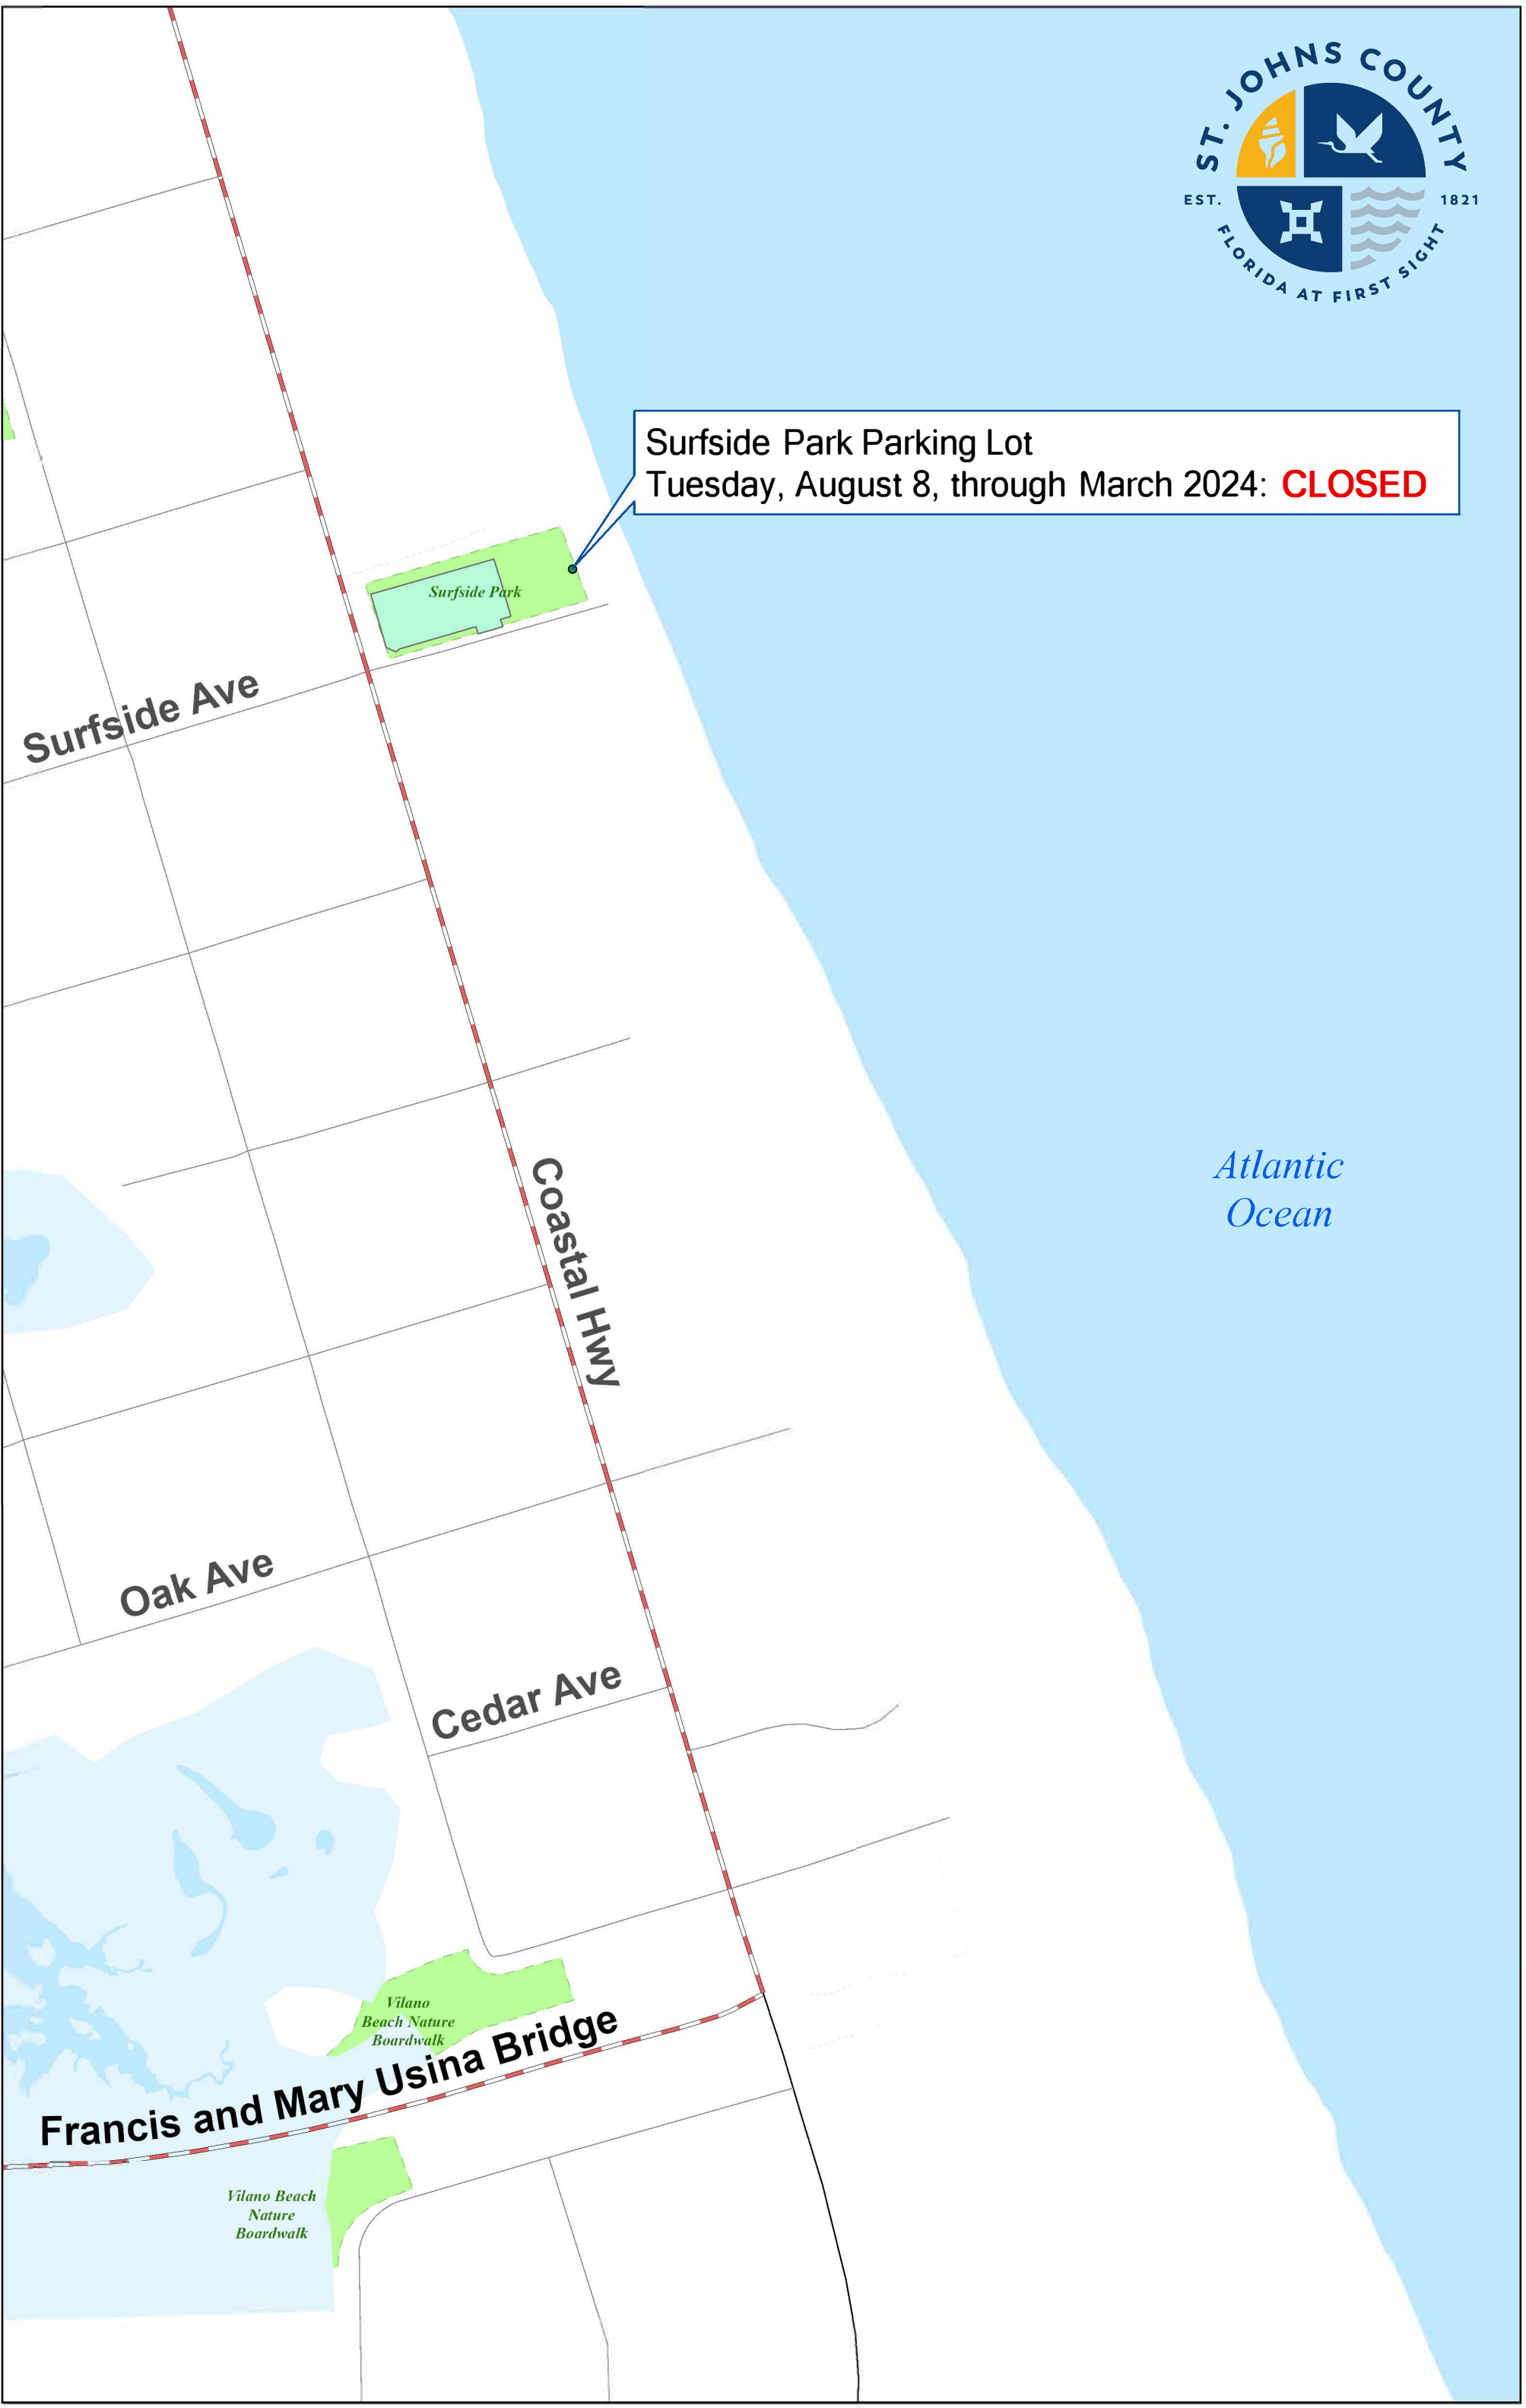 ST. JOHNS COUNTY
EST. 1821
FLORIDA AT FIRST SIGHT
Surfside Park Parking Lot
Tuesday, August 8, through March 2024: CLOSED
Surfside Park
Surfside Ave
Atlantic
Ocean
Coastal Hwy
Oak Ave
Cedar Ave
Vilano
Beach Nature
Boardwalk
Francis and Mary Usina Bridge
Vilano Beach
Nature
Boardwalk